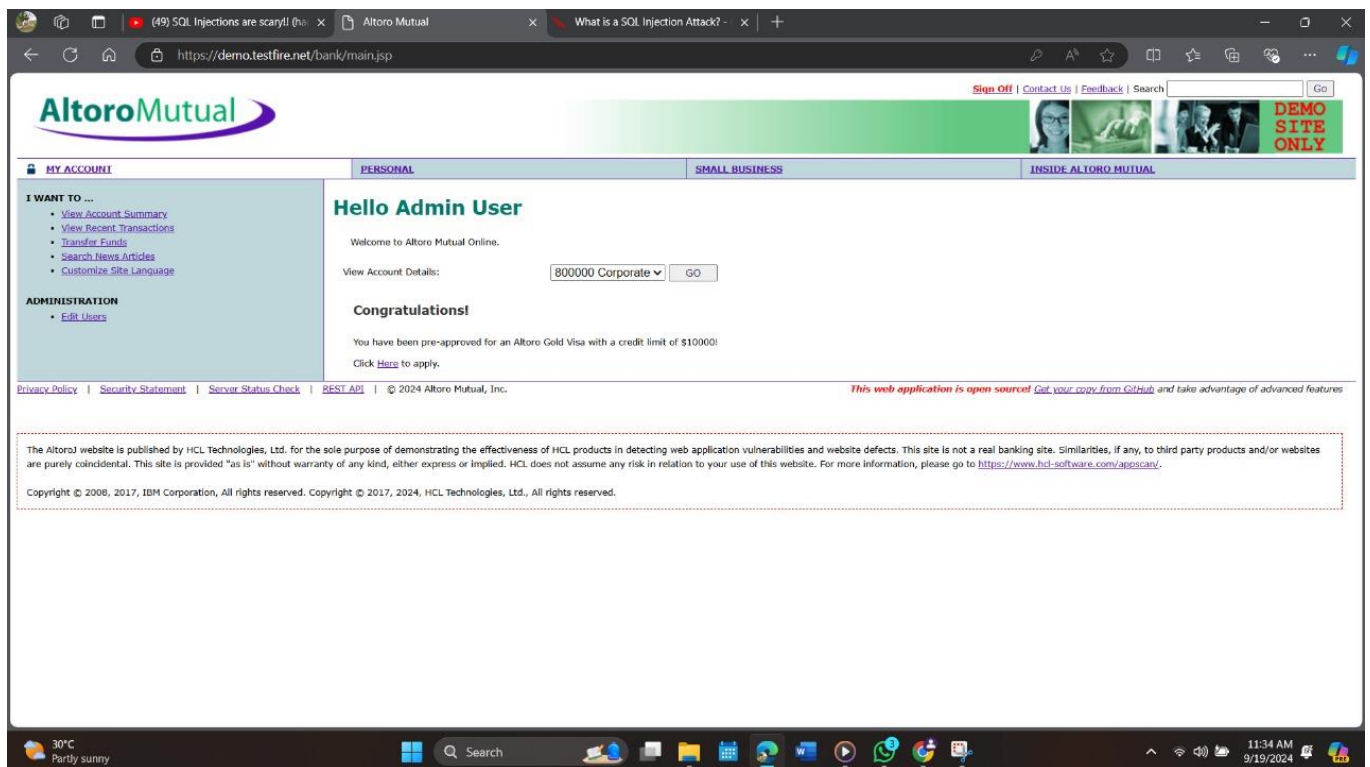 (49) SQL Injections are scary!! (ha
Altoro Mutual
What is a SQL Injection Attack? -
https://demo.testfire.net/bank/main.jsp
Sign Off | Contact Us | Feedback | Search Go
AltoroMutual
DEMO
SITE
ONLY
MY ACCOUNT PERSONAL SMALL BUSINESS INSIDE ALTORO MUTUAL
I WANT TO ...
• View Account Summary
• View Recent Transactions
• Transfer Funds
• Search News Articles
• Customize Site Language
ADMINISTRATION
• Edit Users
Hello Admin User
Welcome to Altoro Mutual Online.
View Account Details: 800000 Corporate GO
Congratulations!
You have been pre-approved for an Altoro Gold Visa with a credit limit of $10000!
Click Here to apply.
Privacy Policy | Security Statement | Server Status Check | REST API | © 2024 Altoro Mutual, Inc. This web application is open source! Get your copy from GitHub and take advantage of advanced features
The AltoroJ website is published by HCL Technologies, Ltd. for the sole purpose of demonstrating the effectiveness of HCL products in detecting web application vulnerabilities and website defects. This site is not a real banking site. Similarities, if any, to third party products and/or websites
are purely coincidental. This site is provided "as is" without warranty of any kind, either express or implied. HCL does not assume any risk in relation to your use of this website. For more information, please go to https://www.hcl-software.com/appscan/.
Copyright © 2008, 2017, IBM Corporation, All rights reserved. Copyright © 2017, 2024, HCL Technologies, Ltd., All rights reserved.
30°C
Partly sunny
Search
3
11:34 AM
9/19/2024
PRE